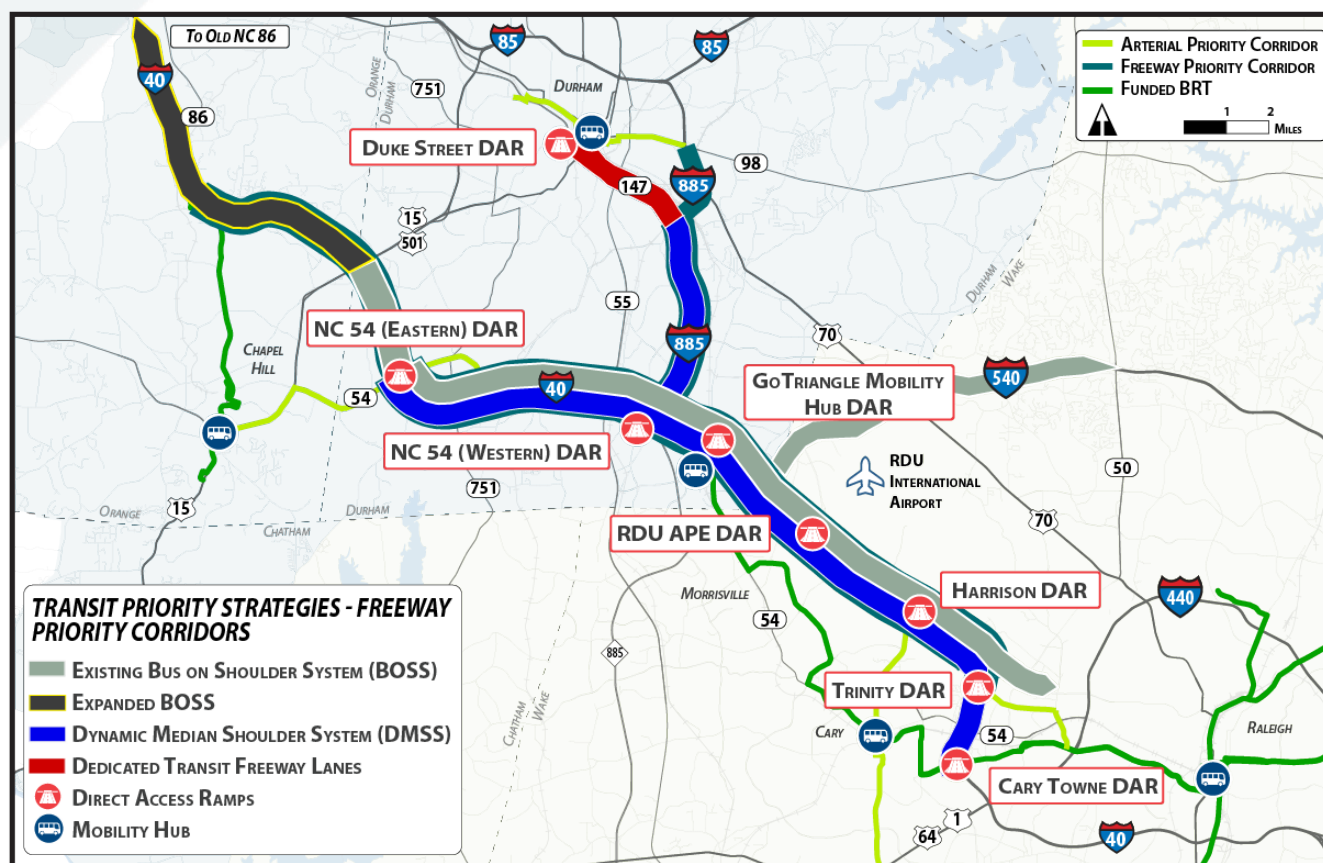 To Old NC 86
85
85
Arterial Priority Corridor
Freeway Priority Corridor
Funded BRT
1 2
Miles
40
86
751
Orange
Durham
Durham
Duke Street DAR
98
885
147
15
501
Durham
Wake
55
70
NC 54 (Eastern) DAR
885
Chapel
Hill
GoTriangle Mobility
Hub DAR
540
40
54
NC 54 (Western) DAR
RDU
International
Airport
50
751
15
Orange
Chatham
Durham
70
RDU APE DAR
Harrison DAR
440
Morrisville
54
Transit Priority Strategies - Freeway
Priority Corridors
Existing Bus on Shoulder System (BOSS)
Expanded BOSS
Dynamic Median Shoulder System (DMSS)
Dedicated Transit Freeway Lanes
Direct Access Ramps
Mobility Hub
885
Chatham
Wake
Trinity DAR
Cary
54
Raleigh
Cary Towne DAR
1
64
40